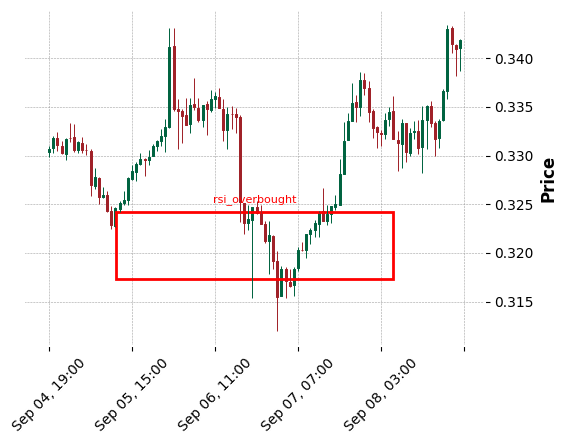 rsi_overbought
0.340
0.335
0.330
0.325
0.320
0.315
Price
Sep 04, 19:00
Sep 05, 15:00
Sep 06, 11:00
Sep 07, 07:00
Sep 08, 03:00